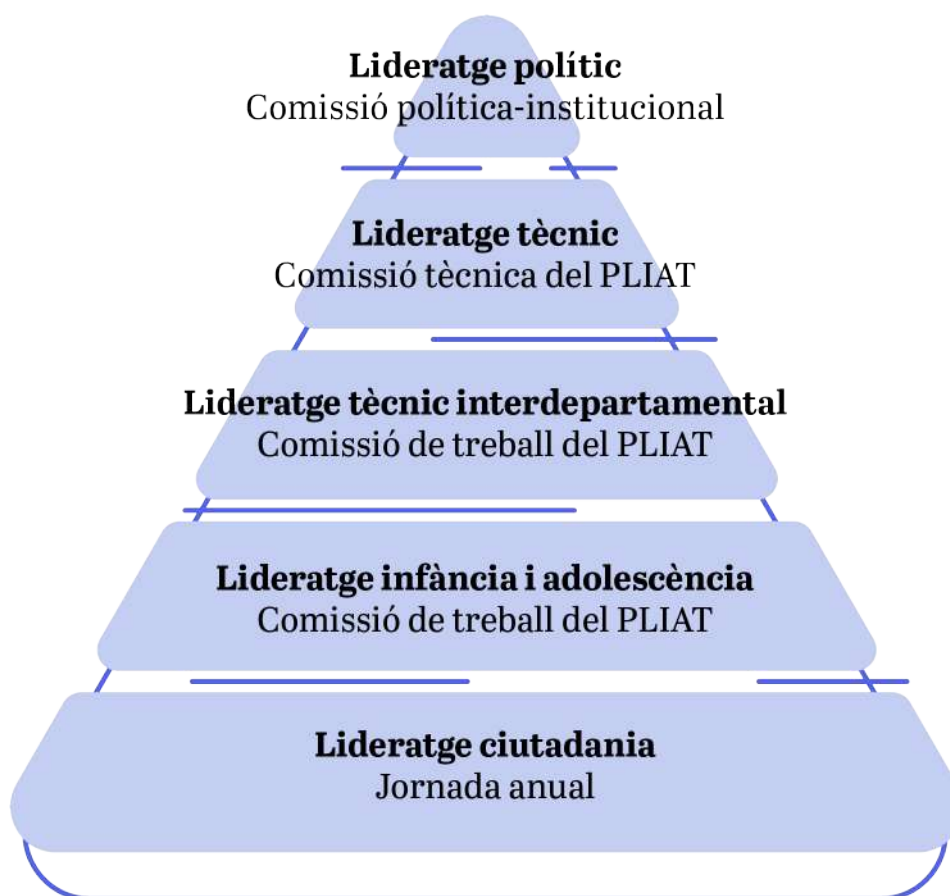 Lideratge polític
Comissió política-institucional
Lideratge tècnic
Comissió tècnica del PLIAT
Lideratge tècnic interdepartamental
Comissió de treball del PLIAT
Lideratge infància i adolescència
Comissió de treball del PLIAT
Lideratge ciutadania
Jornada anual